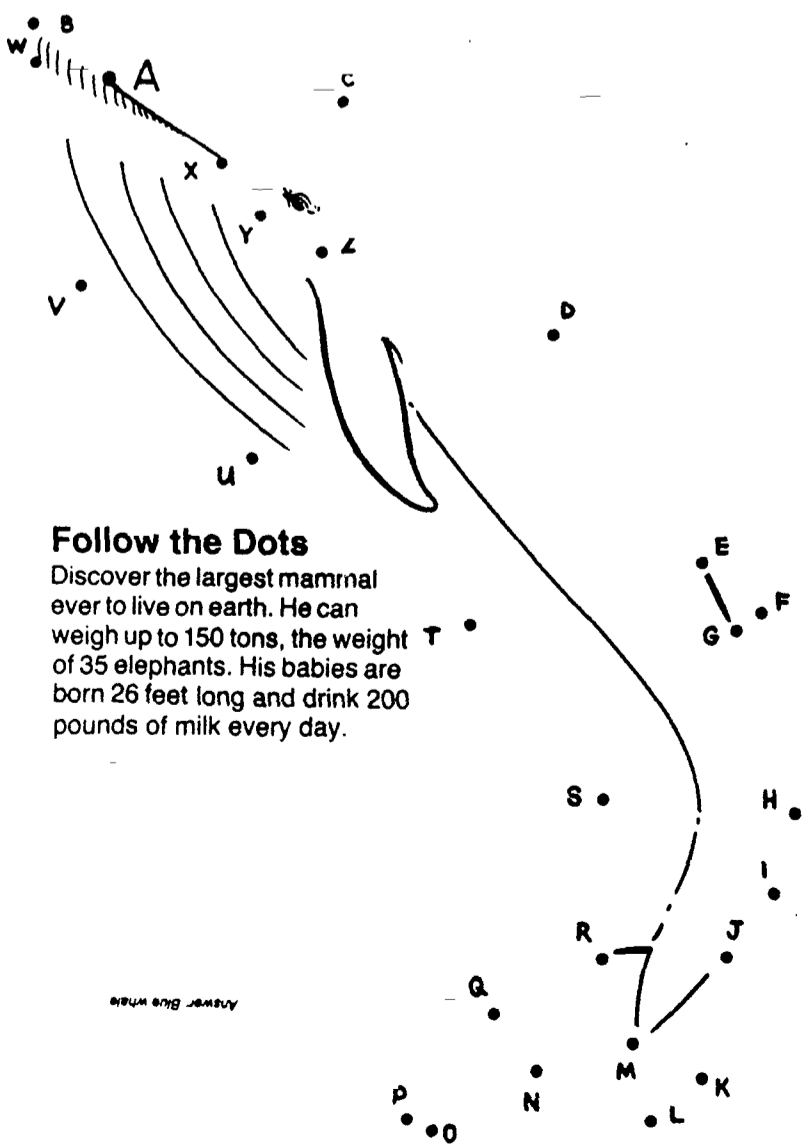 B
W
A
C
X
Y
Z
V
D
U
Follow the Dots
Discover the largest mammal
ever to live on earth. He can
weigh up to 150 tons, the weight
of 35 elephants. His babies are
born 26 feet long and drink 200
pounds of milk every day.
E
F
G
T
S
H
I
R
J
Q
Answer Blue whale
M
K
N
P
O
L